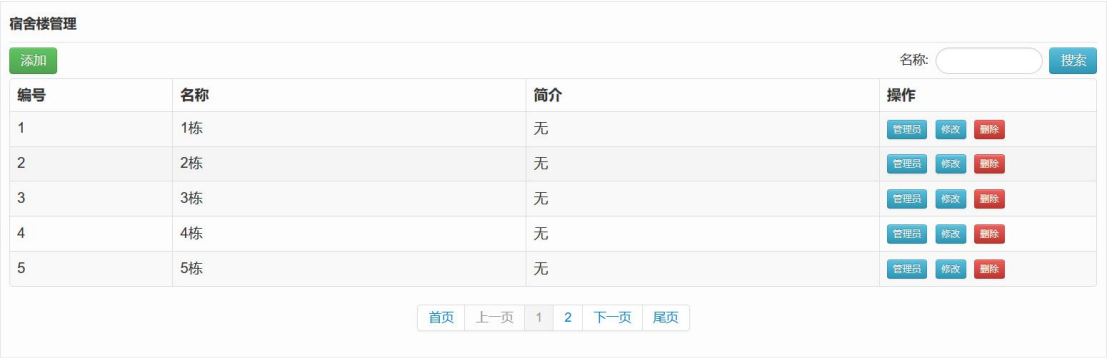 宿舍楼管理
添加 名称: 搜索
编号 名称 简介 操作
1 1栋 无 管理员 修改 删除
2 2栋 无 管理员 修改 删除
3 3栋 无 管理员 修改 删除
4 4栋 无 管理员 修改 删除
5 5栋 无 管理员 修改 删除
首页 上一页 1 2 下一页 尾页